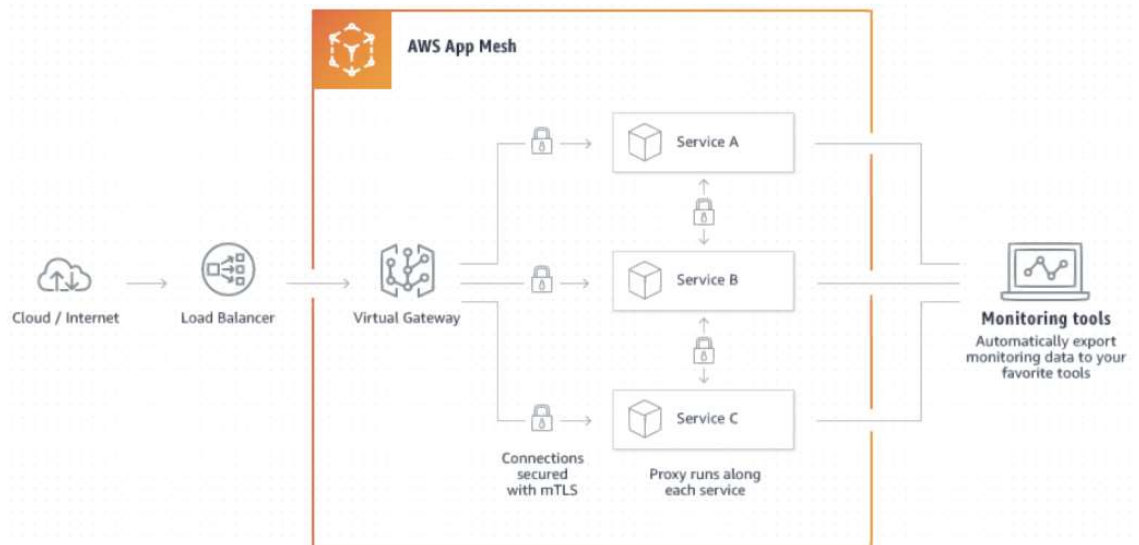 AWS App Mesh
Service A
Service B
Cloud / Internet
Load Balancer
Virtual Gateway
Monitoring tools
Automatically export
monitoring data to your
favorite tools
Service C
Connections
secured
with mTLS
Proxy runs along
each service